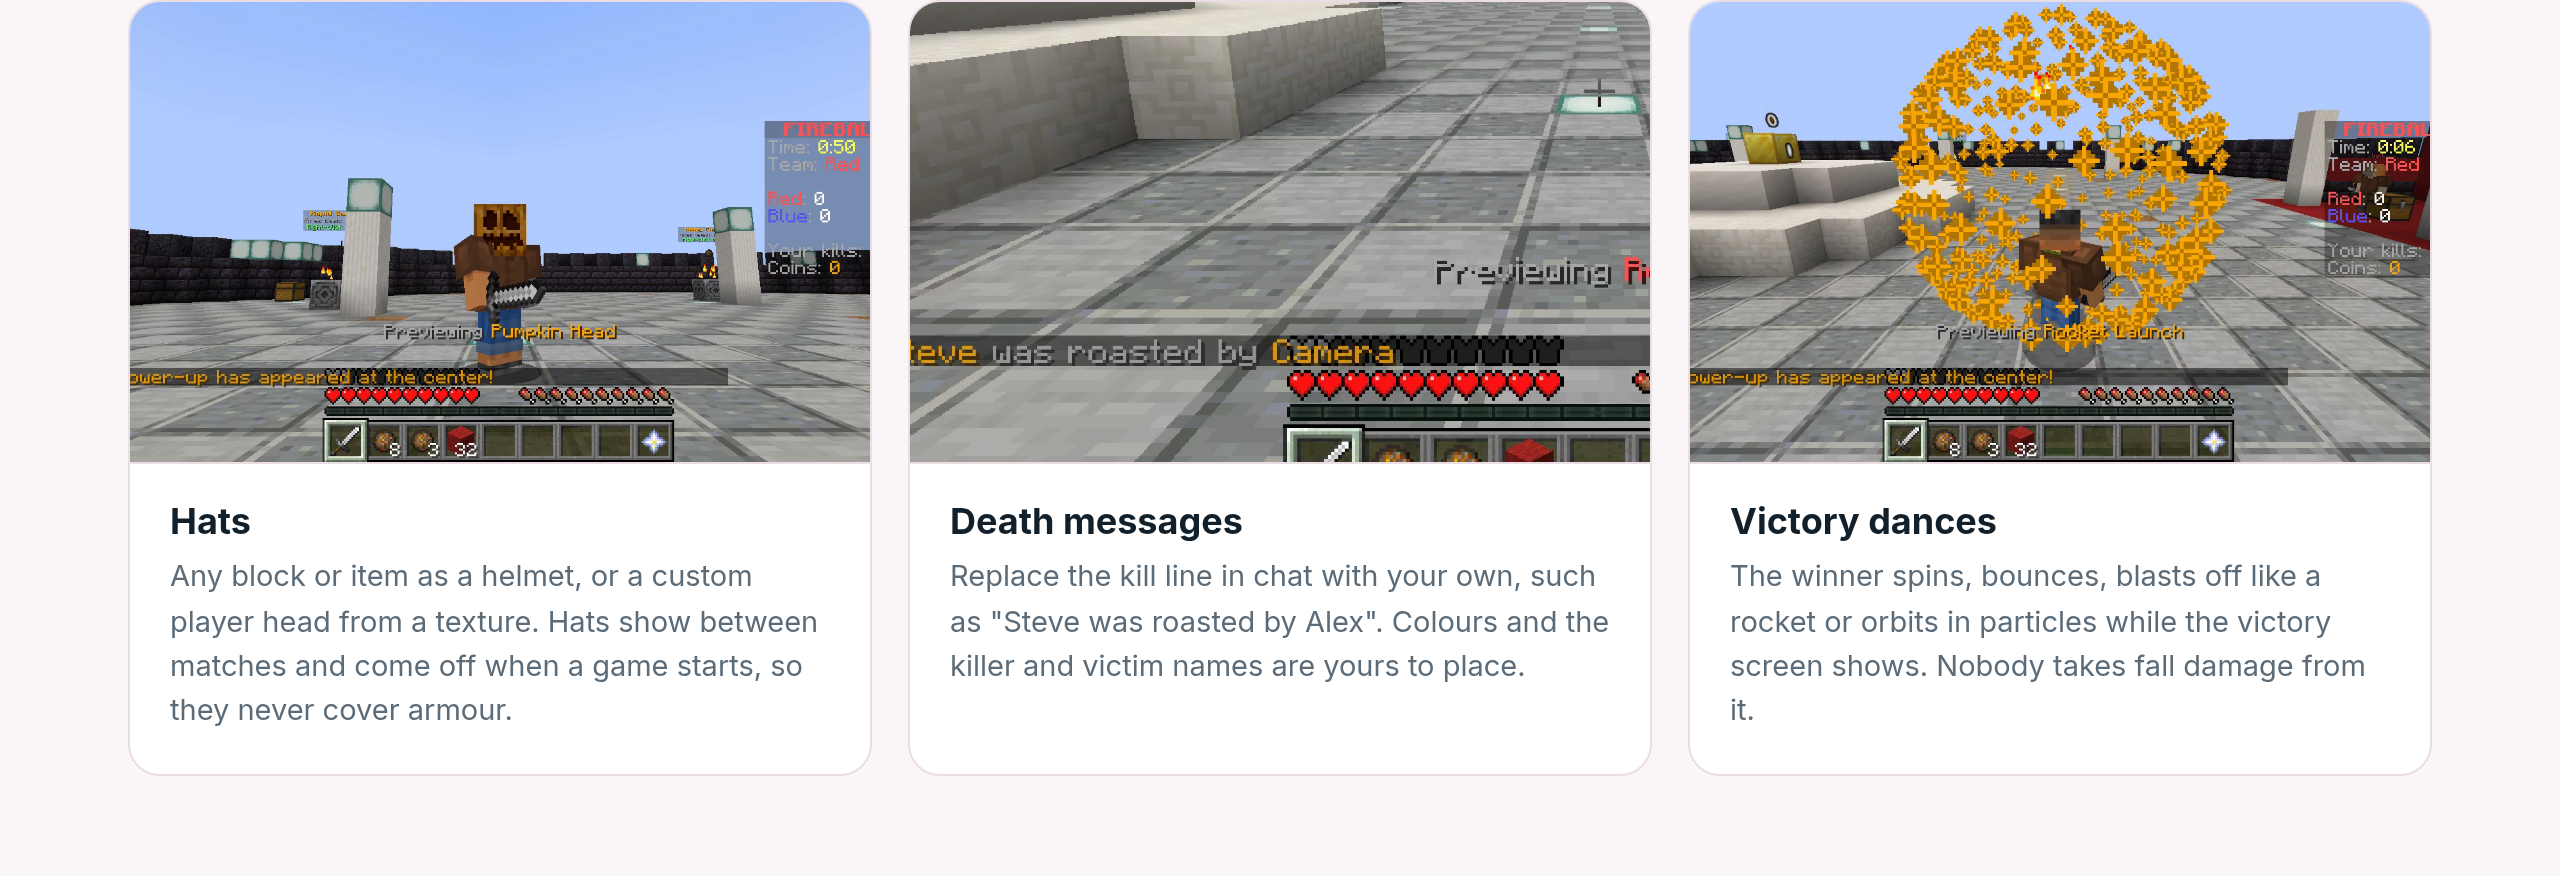 FIREBAL
Time: 0:50
Team: Red
Red: 0
Blue: 0
Your kills:
Coins: 0
Previewing Pumpkin Head
ower-up has appeared at the center!
8 3 32
Previewing
teve was roasted by Camera
FIREBAL
Time: 0:06
Team: Red
Red: 0
Blue: 0
Your kills:
Coins: 0
Previewing Rocket Launch
ower-up has appeared at the center!
8 3 32
Hats
Any block or item as a helmet, or a custom
player head from a texture. Hats show between
matches and come off when a game starts, so
they never cover armour.
Death messages
Replace the kill line in chat with your own, such
as "Steve was roasted by Alex". Colours and the
killer and victim names are yours to place.
Victory dances
The winner spins, bounces, blasts off like a
rocket or orbits in particles while the victory
screen shows. Nobody takes fall damage from
it.